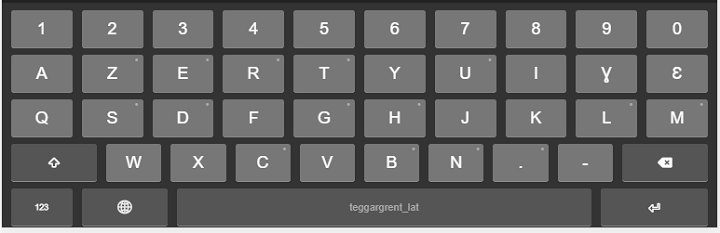 1 2 3 4 5 6 7 8 9 0
A Z E R T Y U I Ɣ Ɛ
Q S D F G H J K L M
W X C V B N . -
123 teggargrent_lat